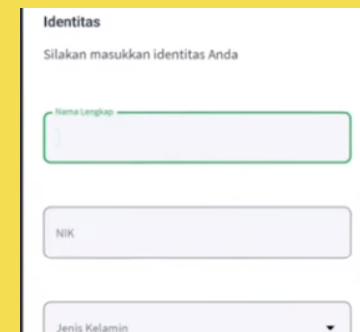 Identitas
Silakan masukkan identitas Anda
Nama Lengkap
NIK
Jenis Kelamin